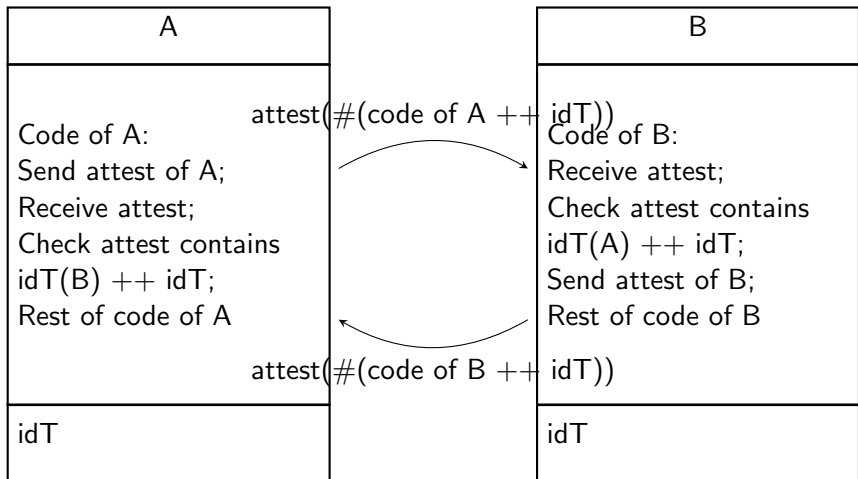 A
B
attest(#(code of A ++ idT))
Code of A:
Send attest of A;
Receive attest;
Check attest contains
idT(B) ++ idT;
Rest of code of A
Code of B:
Receive attest;
Check attest contains
idT(A) ++ idT;
Send attest of B;
Rest of code of B
attest(#(code of B ++ idT))
idT
idT